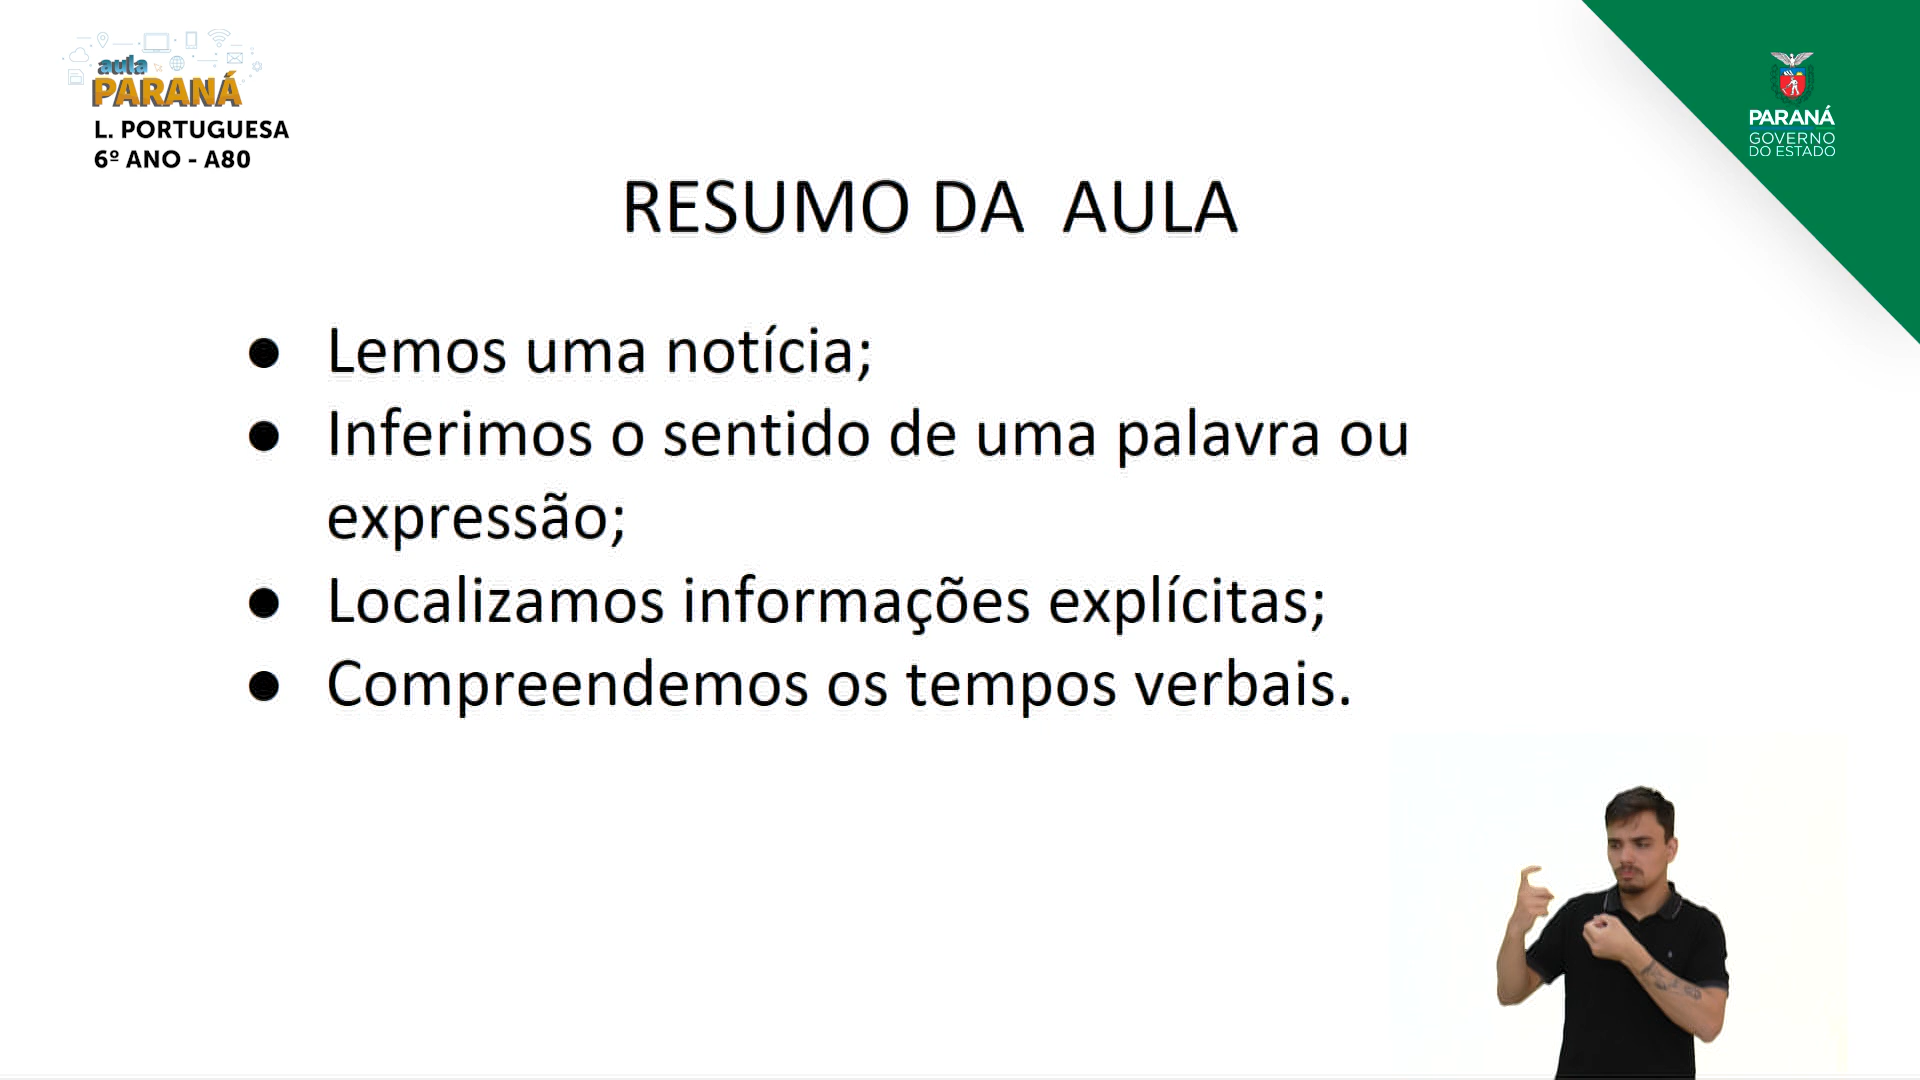 aula
PARANÁ
L. PORTUGUESA
6º ANO - A80
PARANÁ
GOVERNO
DO ESTADO
RESUMO DA AULA
● Lemos uma notícia;
● Inferimos o sentido de uma palavra ou
expressão;
● Localizamos informações explícitas;
● Compreendemos os tempos verbais.